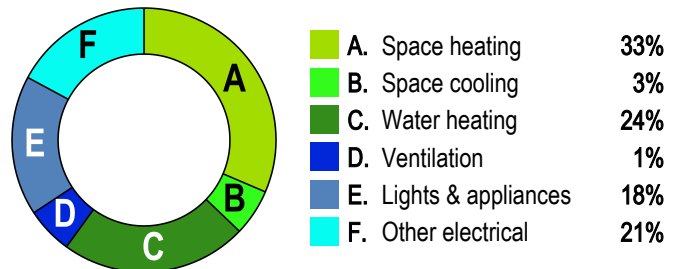 F
A
E
B
D
C
A. Space heating 33%
B. Space cooling 3%
C. Water heating 24%
D. Ventilation 1%
E. Lights & appliances 18%
F. Other electrical 21%